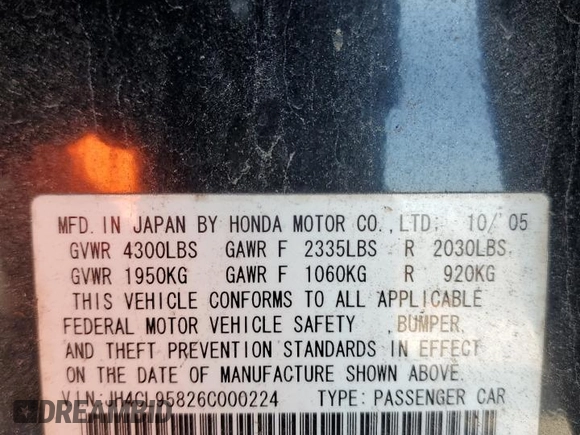 MFD. IN JAPAN BY HONDA MOTOR CO., LTD; 10/ 05
GVWR 4300LBS GAWR F 2335LBS R 2030LBS
GVWR 1950KG GAWR F 1060KG R 920KG
THIS VEHICLE CONFORMS TO ALL APPLICABLE
FEDERAL MOTOR VEHICLE SAFETY ,BUMPER,
AND THEFT PREVENTION STANDARDS IN EFFECT
ON THE DATE OF MANUFACTURE SHOWN ABOVE.
VIN: JH4CL95826C000224 TYPE: PASSENGER CAR
DREAMBID